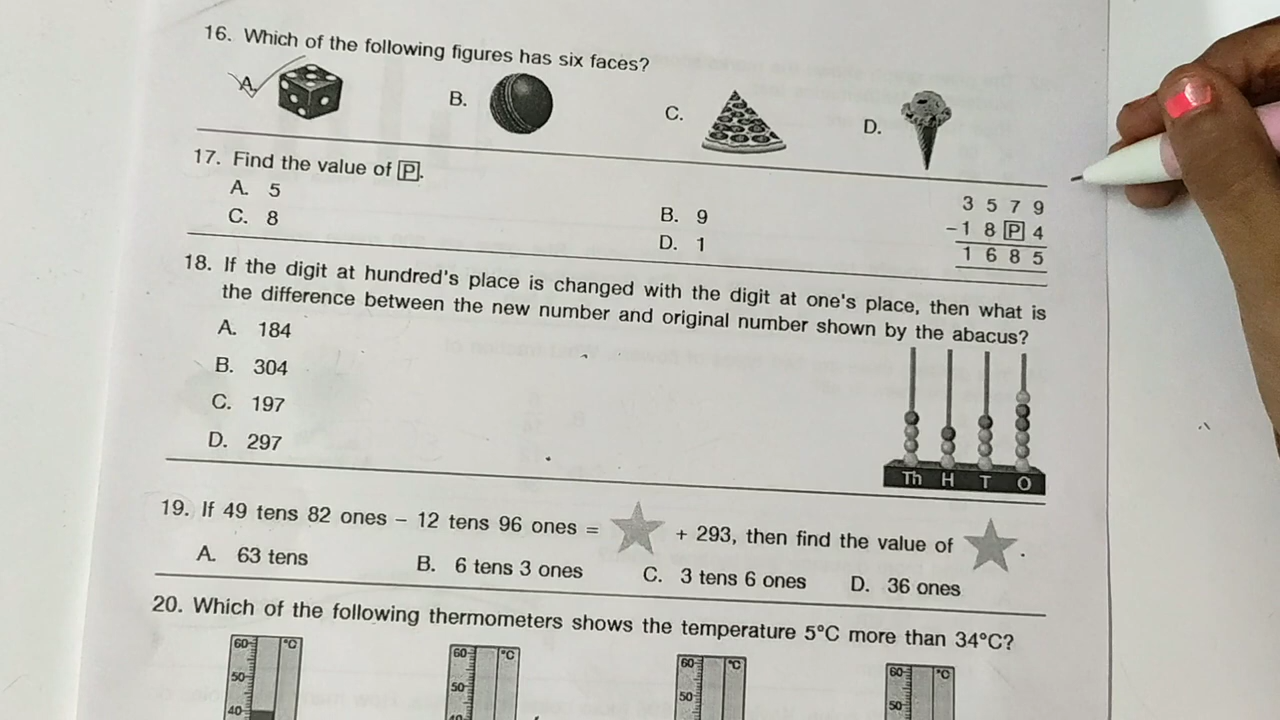 16. Which of the following figures has six faces?
A. B. C. D.
17. Find the value of P.
A. 5
B. 9
C. 8
D. 1
3 5 7 9
−1 8 P 4
1 6 8 5
18. If the digit at hundred's place is changed with the digit at one's place, then what is
the difference between the new number and original number shown by the abacus?
A. 184
B. 304
C. 197
D. 297
Th H T O
19. If 49 tens 82 ones − 12 tens 96 ones = + 293, then find the value of .
A. 63 tens B. 6 tens 3 ones C. 3 tens 6 ones D. 36 ones
20. Which of the following thermometers shows the temperature 5°C more than 34°C?
60 °C 60 °C 60 °C 60 °C
50 50 50 50
40 40